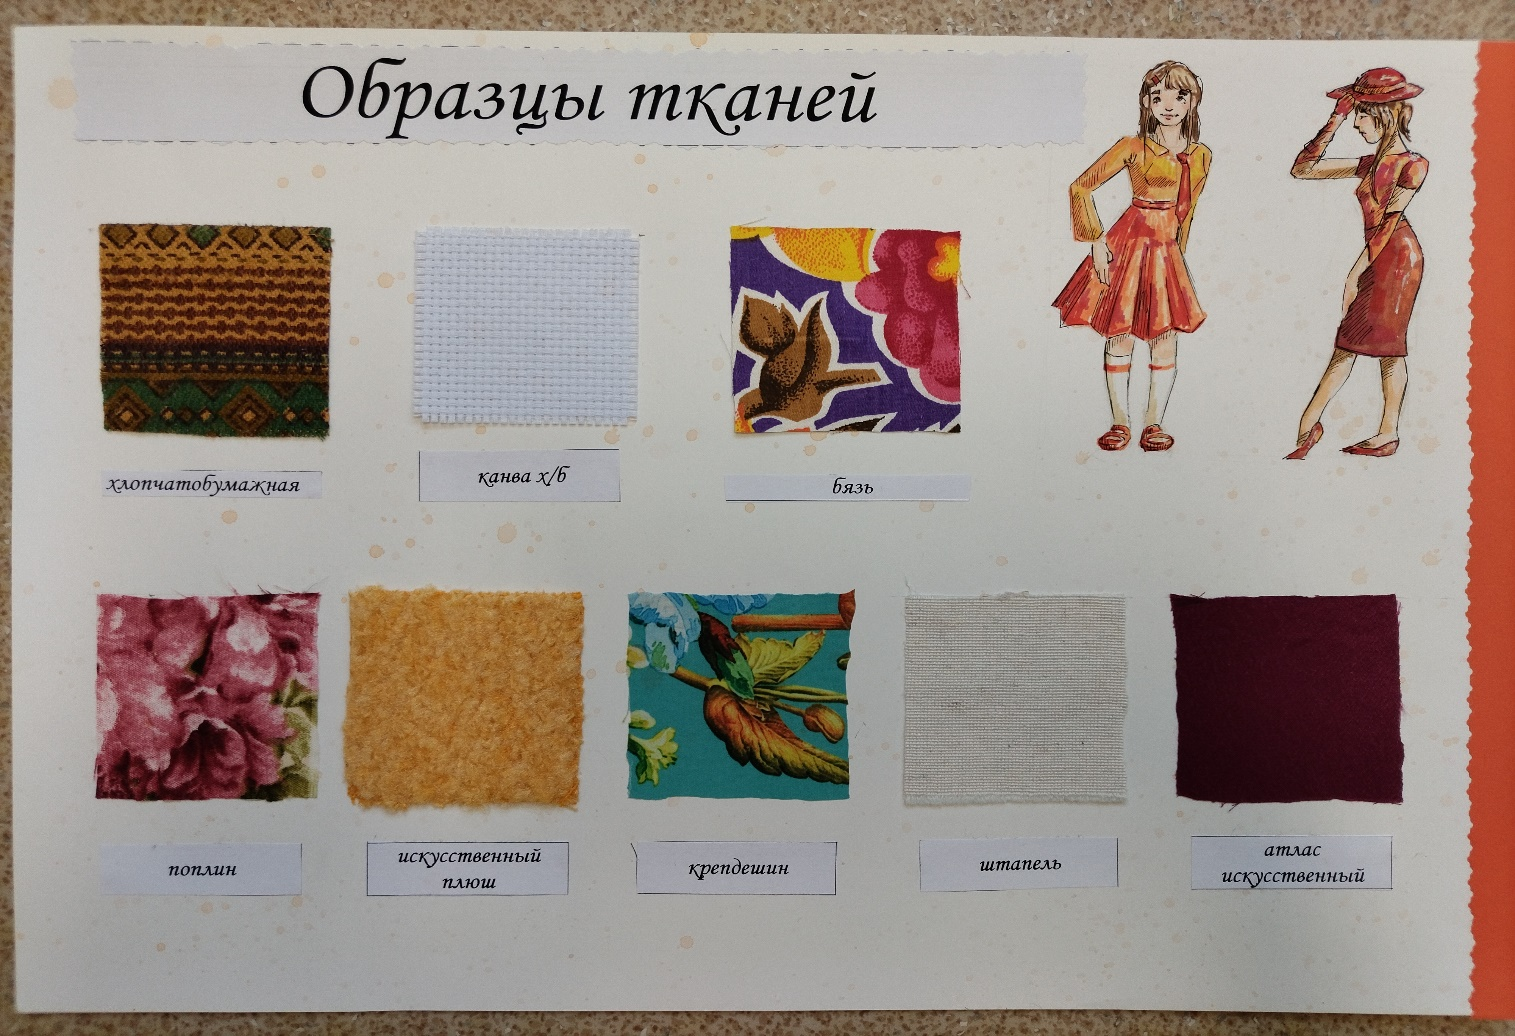 Образцы тканей
хлопчатобумажная
канва х/б
бязь
поплин
искусственный
плюш
крепдешин
штапель
атлас
искусственный